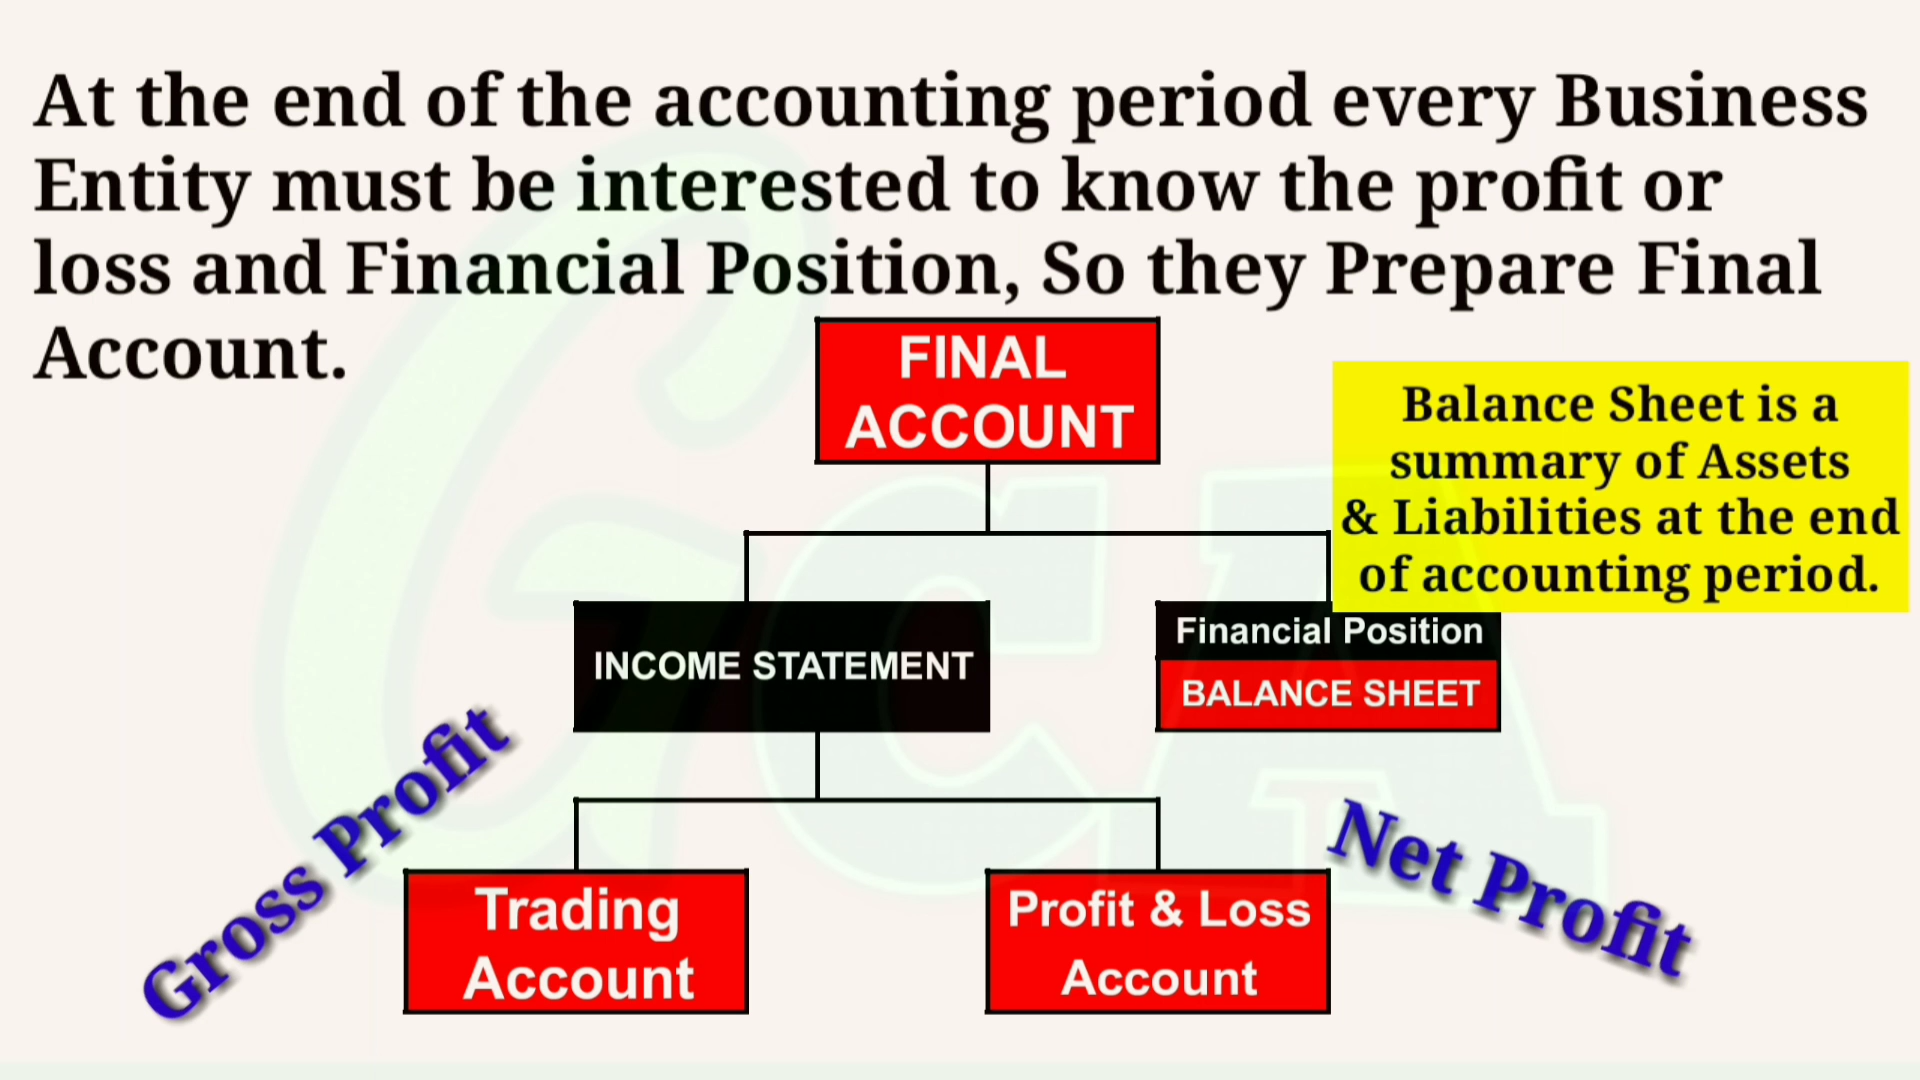 At the end of the accounting period every Business
Entity must be interested to know the profit or
loss and Financial Position, So they Prepare Final
Account.
FINAL
ACCOUNT
Balance Sheet is a
summary of Assets
& Liabilities at the end
of accounting period.
INCOME STATEMENT
Financial Position
BALANCE SHEET
Gross Profit
Net Profit
Trading
Account
Profit & Loss
Account
GCA